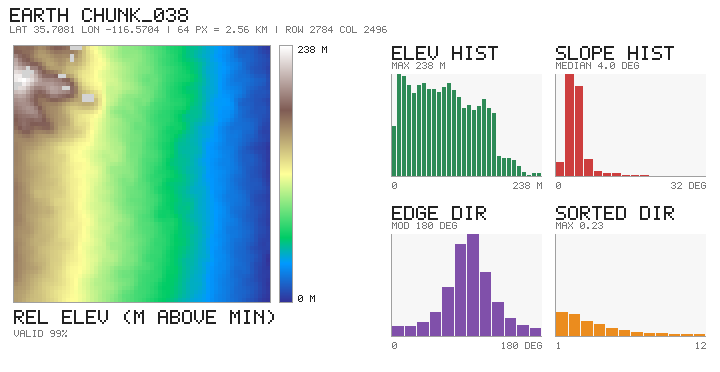 EARTH CHUNK_038
LAT 35.7081 LON -116.5704 | 64 PX = 2.56 KM | ROW 2784 COL 2496
238 M
0 M
REL ELEV (M ABOVE MIN)
VALID 99%
ELEV HIST
MAX 238 M
0 238 M
SLOPE HIST
MEDIAN 4.0 DEG
0 32 DEG
EDGE DIR
MOD 180 DEG
0 180 DEG
SORTED DIR
MAX 0.23
1 12